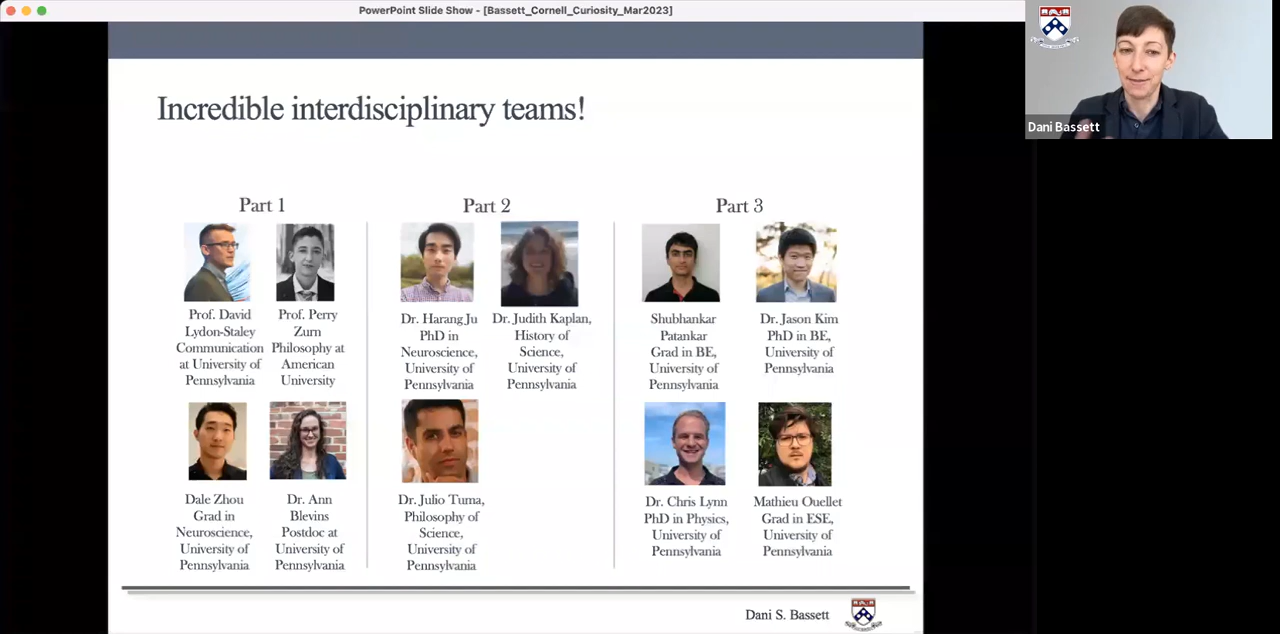 PowerPoint Slide Show - [Bassett_Cornell_Curiosity_Mar2023]
Dani Bassett
Incredible interdisciplinary teams!
Part 1
Prof. David
Lydon-Staley
Communication
at University of
Pennsylvania
Prof. Perry
Zurn
Philosophy at
American
University
Dale Zhou
Grad in
Neuroscience,
University of
Pennsylvania
Dr. Ann
Blevins
Postdoc at
University of
Pennsylvania
Part 2
Dr. Harang Ju
PhD in
Neuroscience,
University of
Pennsylvania
Dr. Judith Kaplan,
History of
Science,
University of
Pennsylvania
Dr. Julio Tuma,
Philosophy of
Science,
University of
Pennsylvania
Part 3
Shubhankar
Patankar
Grad in BE,
University of
Pennsylvania
Dr. Jason Kim
PhD in BE,
University of
Pennsylvania
Dr. Chris Lynn
PhD in Physics,
University of
Pennsylvania
Mathieu Ouellet
Grad in ESE,
University of
Pennsylvania
Dani S. Bassett